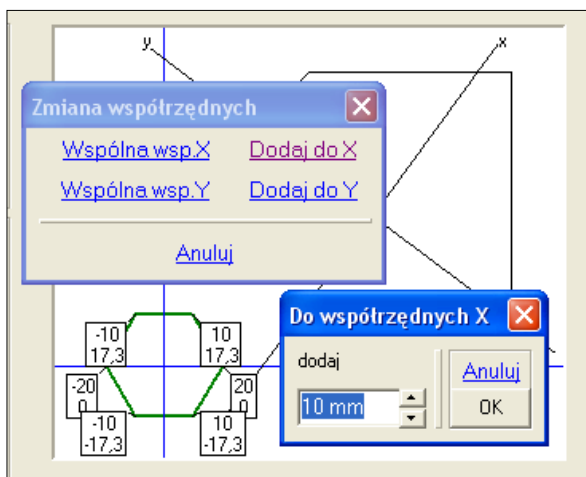 y
x
Zmiana współrzędnych
Wspólna wsp.X
Dodaj do X
Wspólna wsp.Y
Dodaj do Y
Anuluj
Do współrzędnych X
dodaj
10 mm
Anuluj
OK
-10
17,3
10
17,3
-20
0
20
0
-10
-17,3
10
-17,3